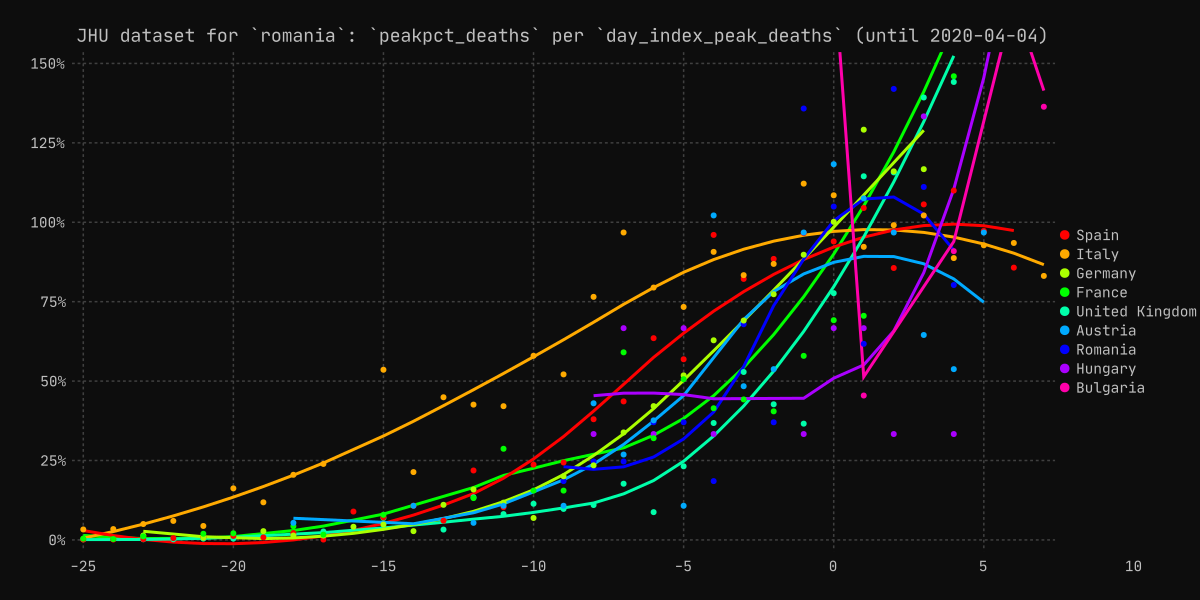 JHU dataset for `romania`: `peakpct_deaths` per `day_index_peak_deaths` (until 2020-04-04)
150%
125%
100%
75%
50%
25%
0%
-25 -20 -15 -10 -5 0 5 10
Spain
Italy
Germany
France
United Kingdom
Austria
Romania
Hungary
Bulgaria